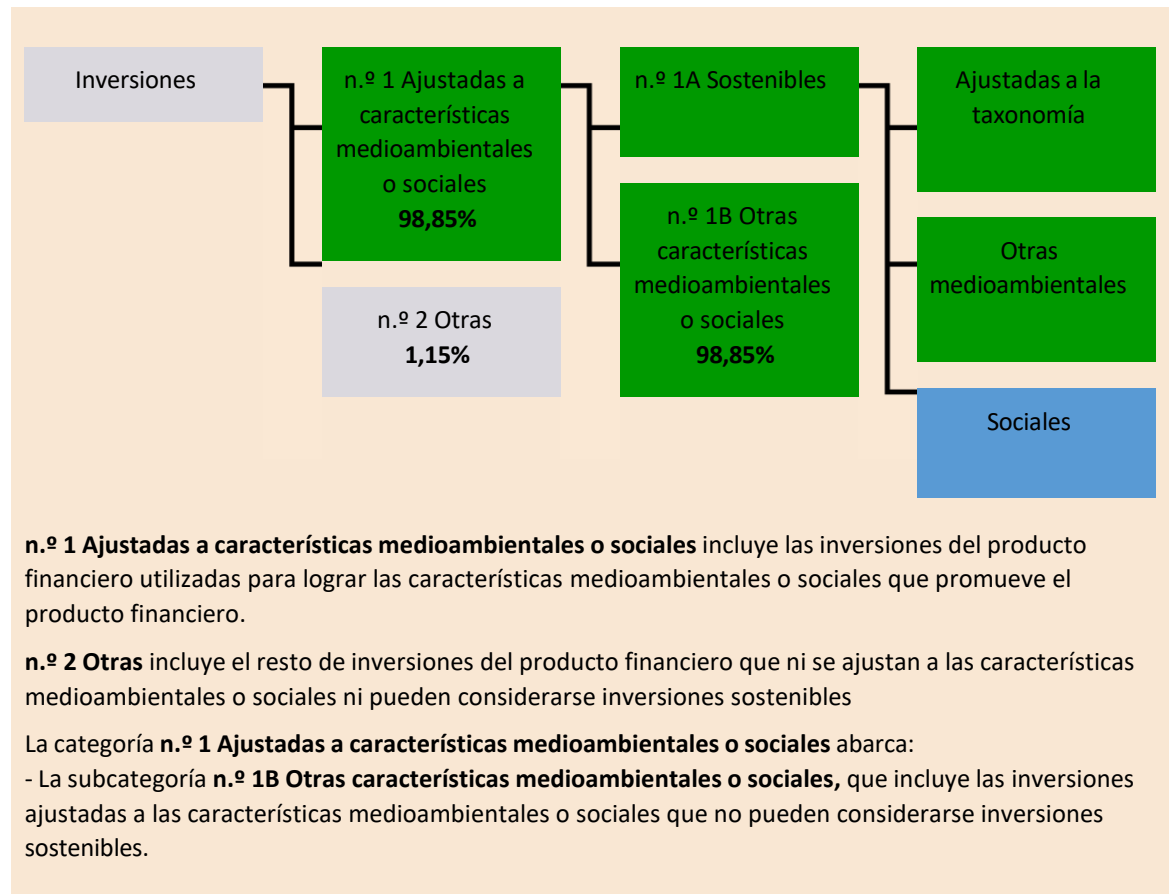 Inversiones
n.º 1 Ajustadas a
características
medioambientales
o sociales
98,85%
n.º 2 Otras
1,15%
n.º 1A Sostenibles
n.º 1B Otras
características
medioambientales
o sociales
98,85%
Ajustadas a la
taxonomía
Otras
medioambientales
Sociales
n.º 1 Ajustadas a características medioambientales o sociales incluye las inversiones del producto
financiero utilizadas para lograr las características medioambientales o sociales que promueve el
producto financiero.
n.º 2 Otras incluye el resto de inversiones del producto financiero que ni se ajustan a las características
medioambientales o sociales ni pueden considerarse inversiones sostenibles
La categoría n.º 1 Ajustadas a características medioambientales o sociales abarca:
- La subcategoría n.º 1B Otras características medioambientales o sociales, que incluye las inversiones
ajustadas a las características medioambientales o sociales que no pueden considerarse inversiones
sostenibles.